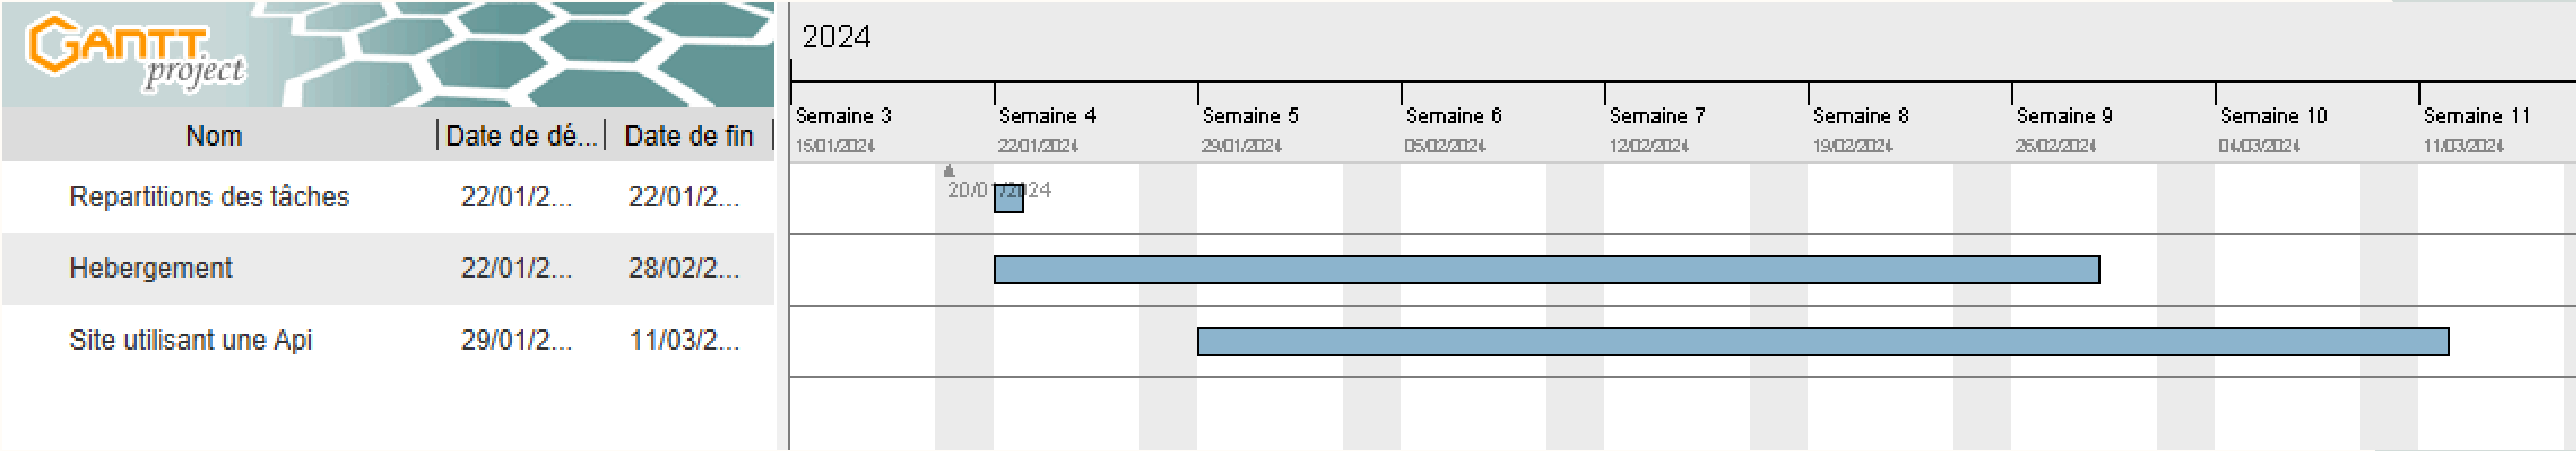 GANTT
project
2024
Semaine 3 Semaine 4 Semaine 5 Semaine 6 Semaine 7 Semaine 8 Semaine 9 Semaine 10 Semaine 11
Nom Date de dé... Date de fin
15/01/2024 22/01/2024 29/01/2024 05/02/2024 12/02/2024 19/02/2024 26/02/2024 04/03/2024 11/03/2024
20/01/2024
Repartitions des tâches 22/01/2... 22/01/2...
Hebergement 22/01/2... 28/02/2...
Site utilisant une Api 29/01/2... 11/03/2...